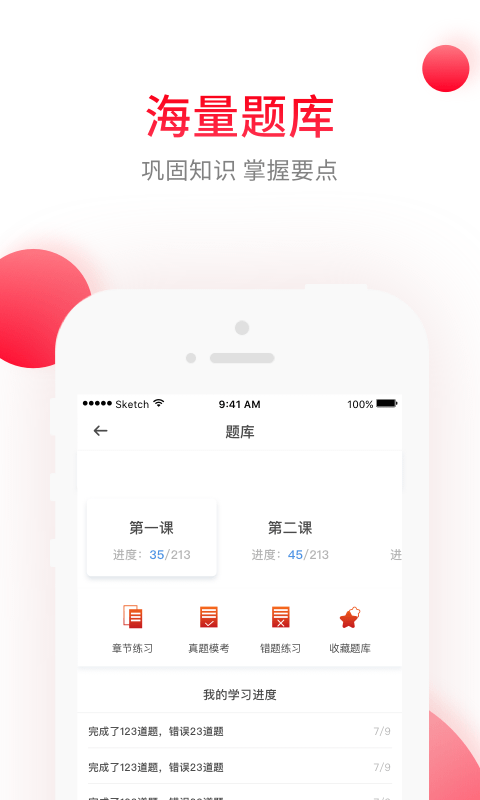 海量题库
巩固知识 掌握要点
Sketch 9:41 AM 100%
题库
第一课 第二课
进度：35/213 进度：45/213 进
章节练习 真题模考 错题练习 收藏题库
我的学习进度
完成了123道题，错误23道题 7/9
完成了123道题，错误23道题 7/9